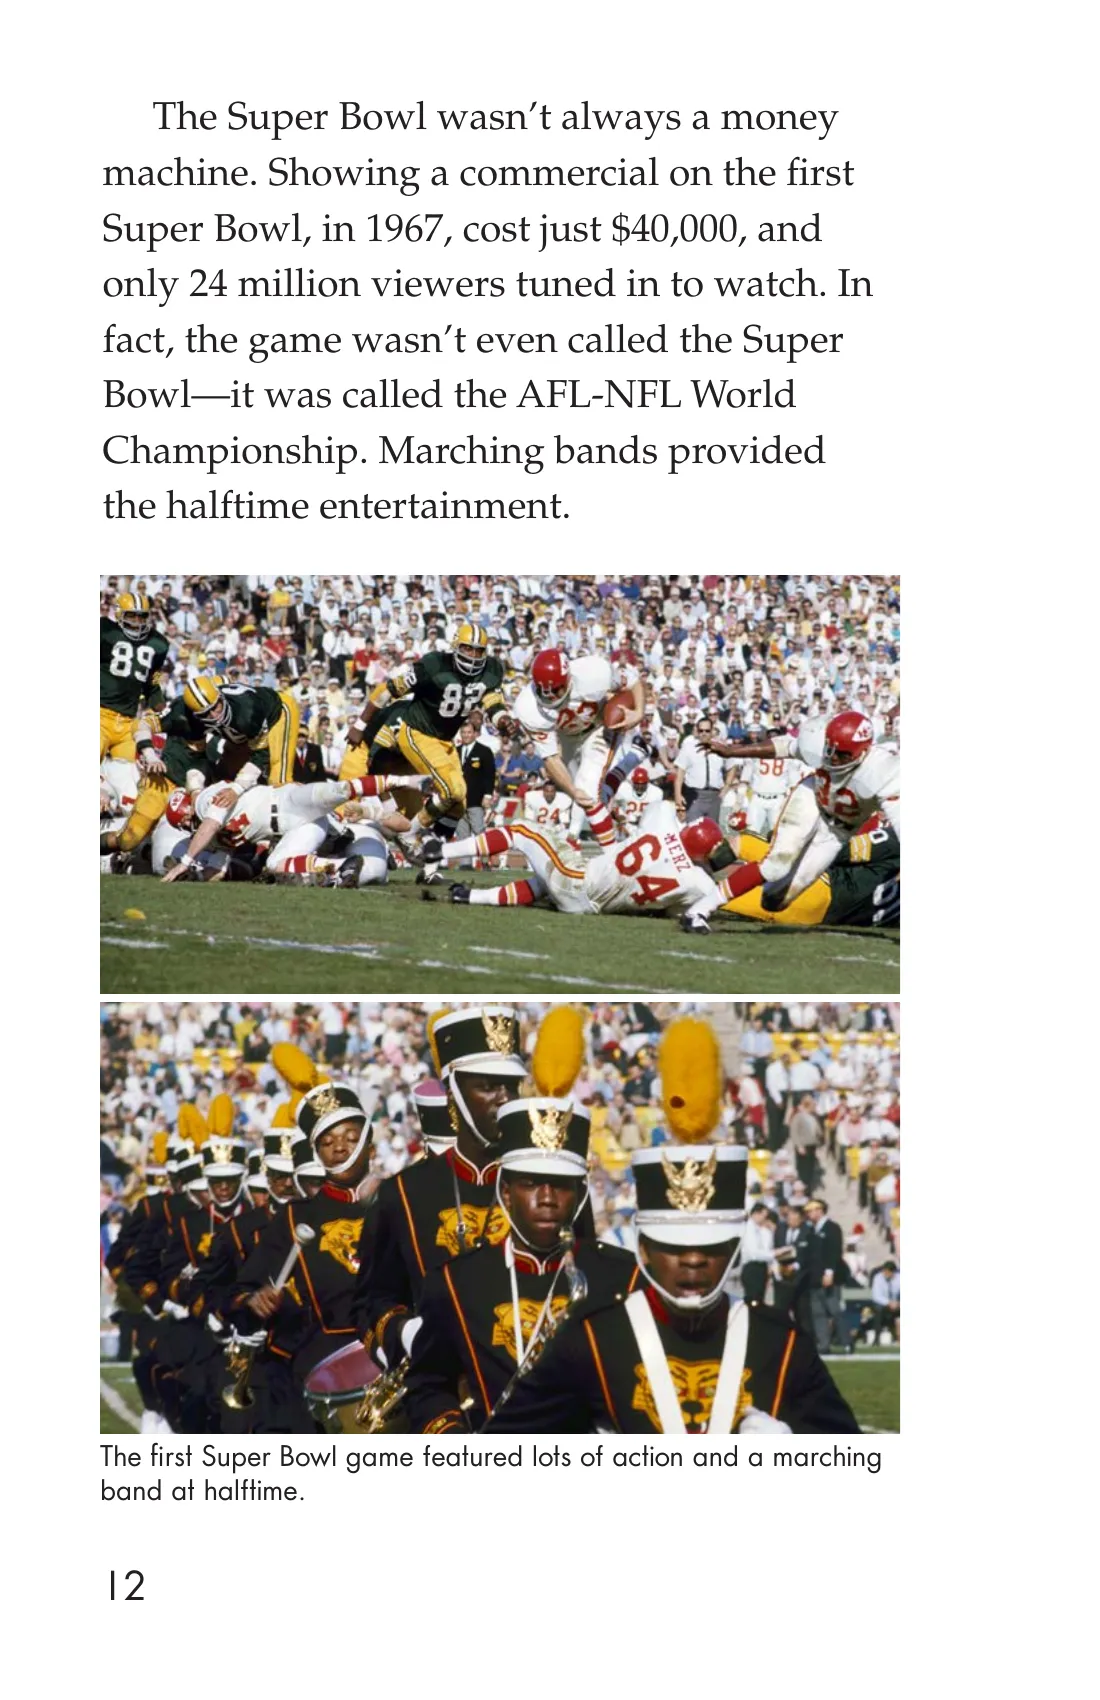 The Super Bowl wasn’t always a money
machine. Showing a commercial on the first
Super Bowl, in 1967, cost just $40,000, and
only 24 million viewers tuned in to watch. In
fact, the game wasn’t even called the Super
Bowl—it was called the AFL-NFL World
Championship. Marching bands provided
the halftime entertainment.
89
82
58
24
25
MERZ
64
The first Super Bowl game featured lots of action and a marching
band at halftime.
12